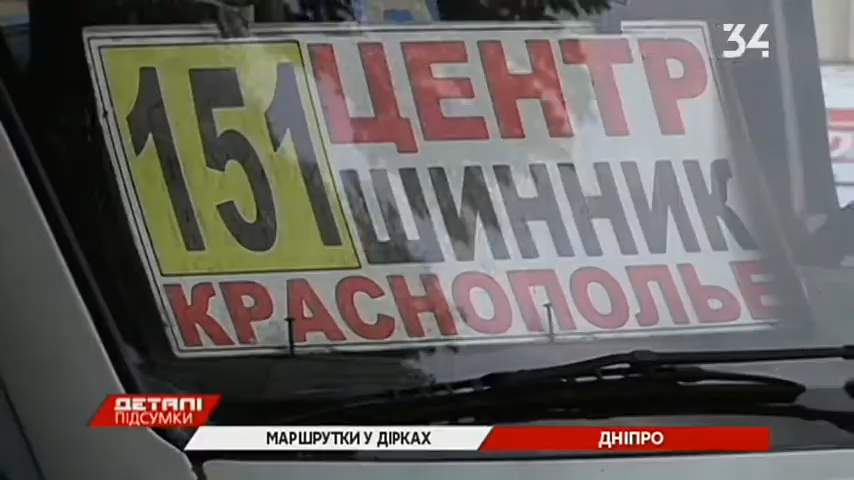 34
151 ЦЕНТР
ШИННИК
КРАСНОПОЛЬЕ
ДЕТАЛІ
ПІДСУМКИ
МАРШРУТКИ У ДІРКАХ
ДНІПРО